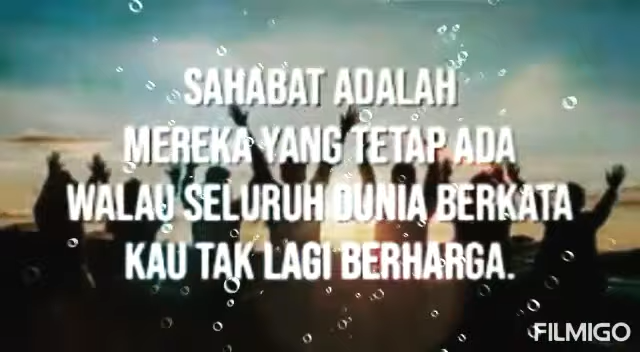 SAHABAT ADALAH
MEREKA YANG TETAP ADA
WALAU SELURUH DUNIA BERKATA
KAU TAK LAGI BERHARGA.
FILMIGO